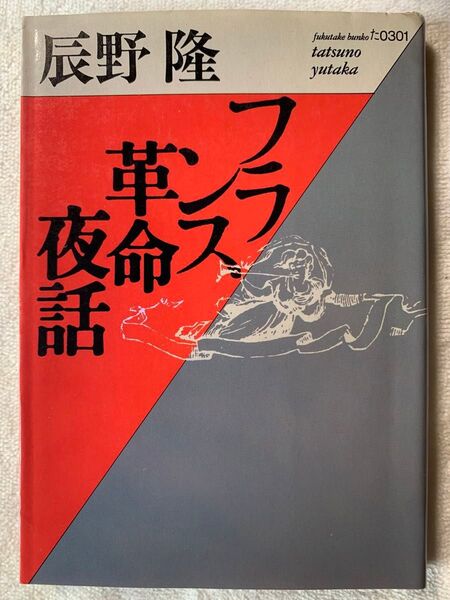 辰野 隆
fukutake bunko た0301
tatsuno
yutaka
フランス
革命
夜話